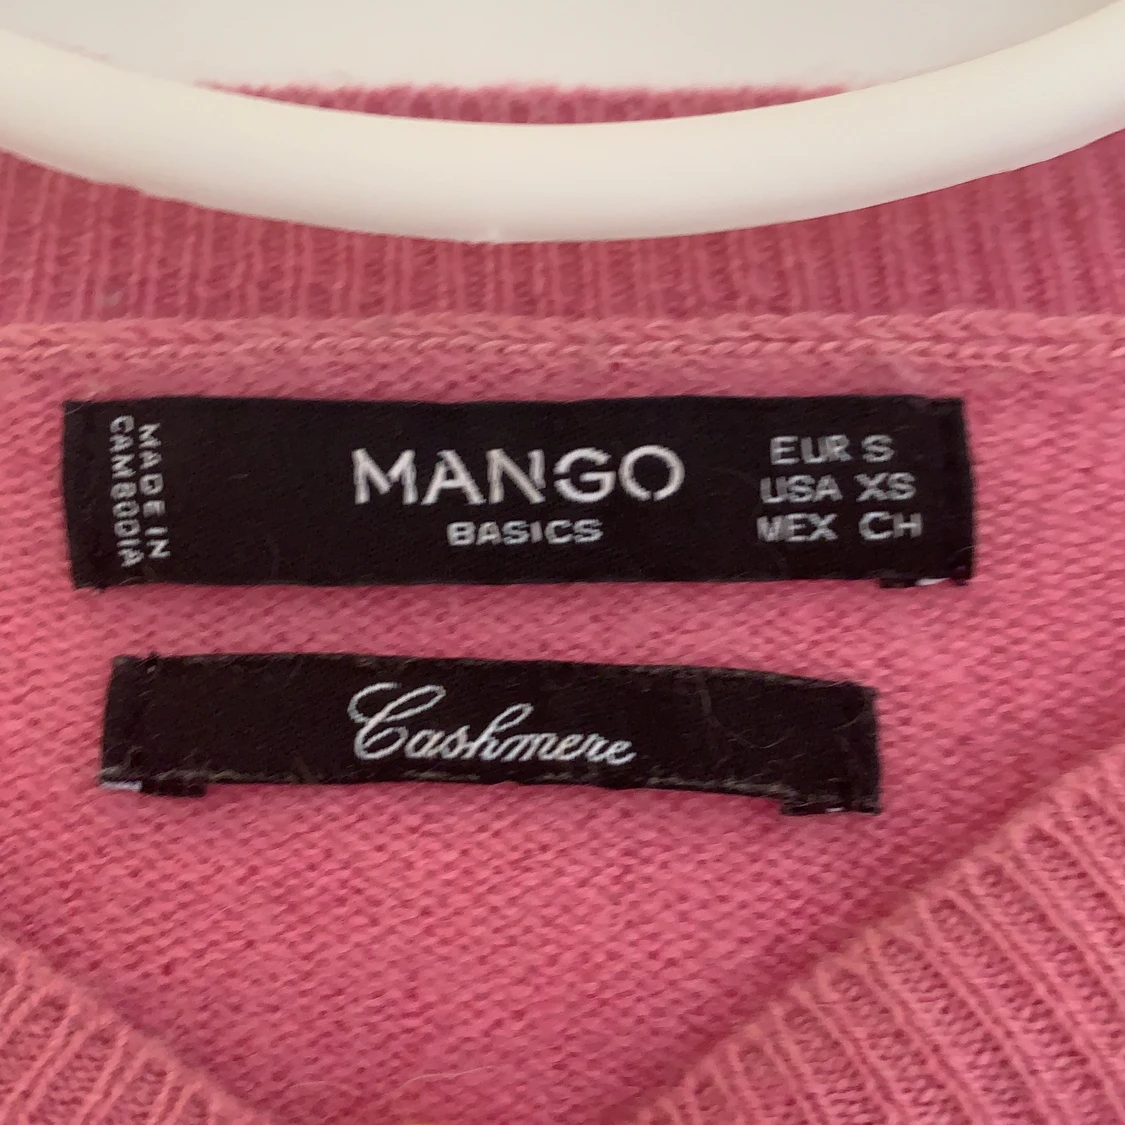 MADE IN
CAMBODIA
MANGO
BASICS
EUR S
USA XS
MEX CH
Cashmere